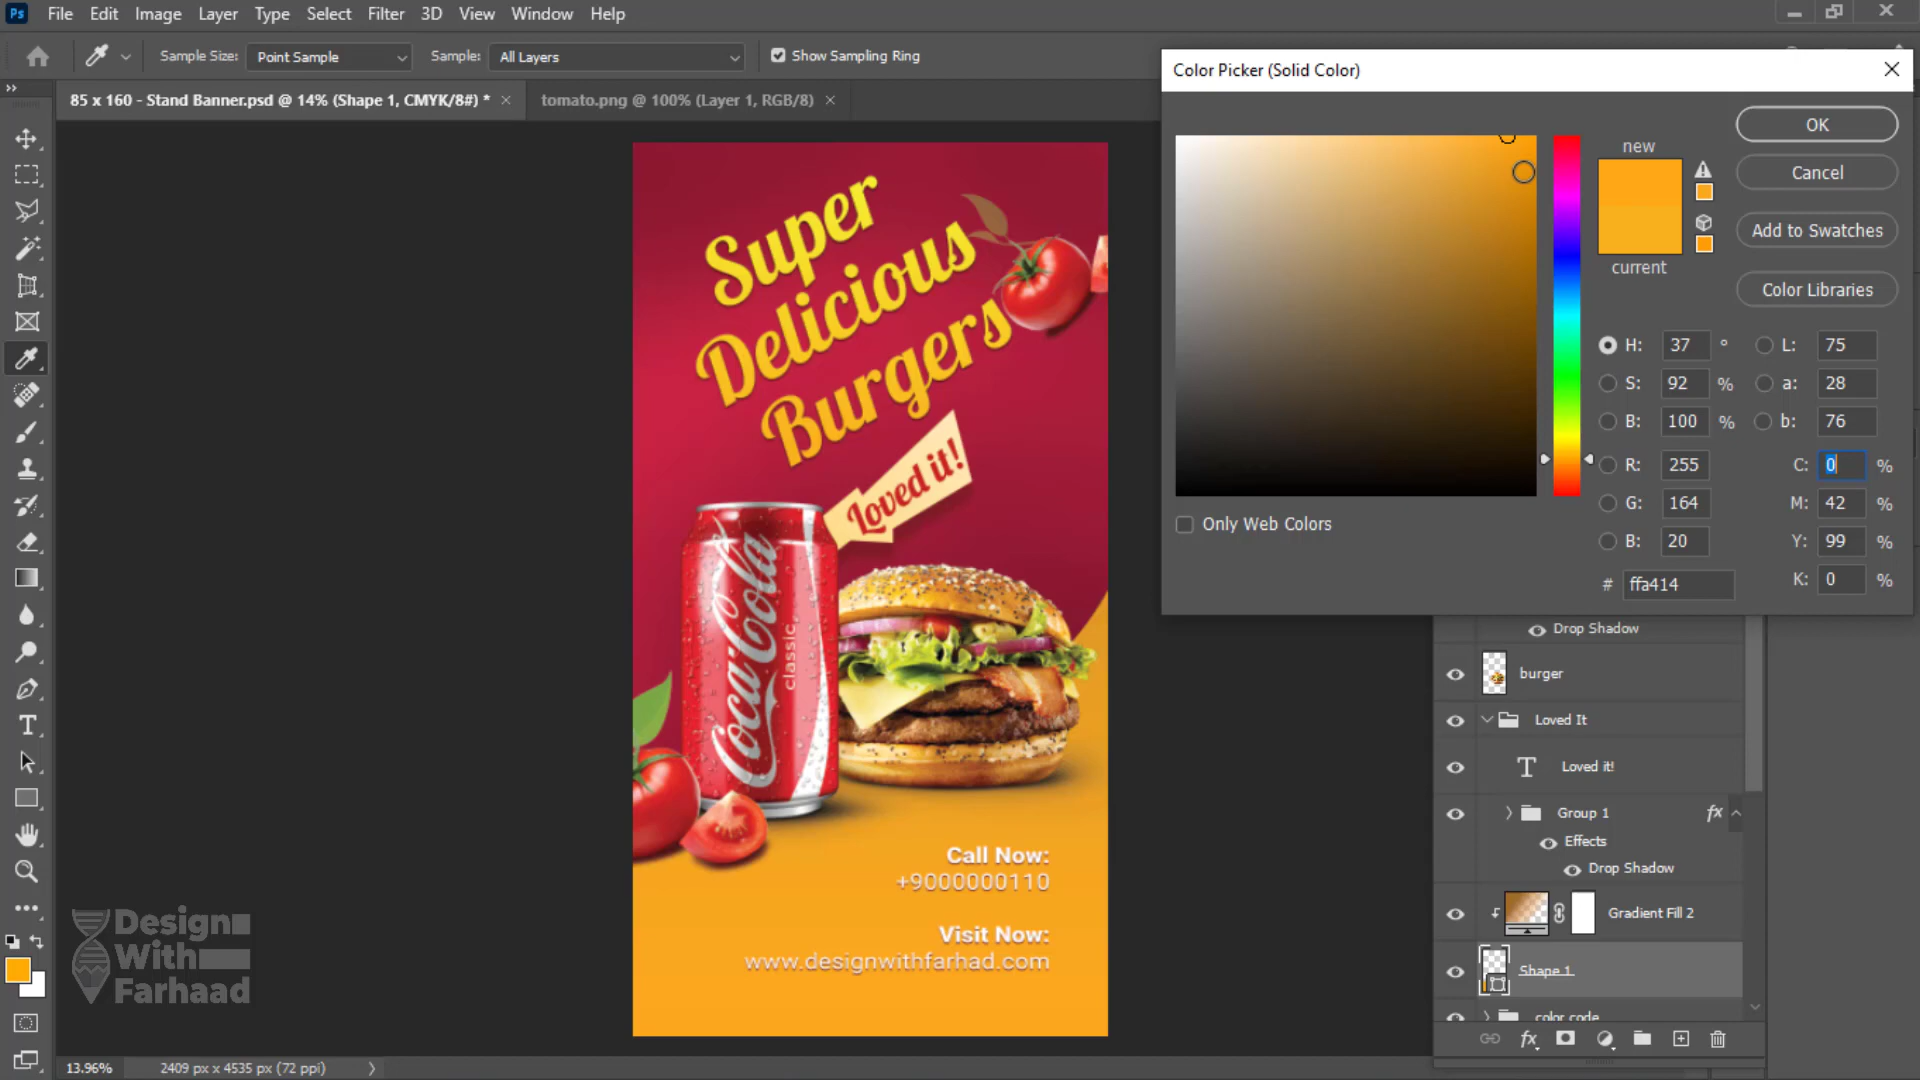 Ps File Edit Image Layer Type Select Filter 3D View Window Help
Sample Size: Point Sample Sample: All Layers Show Sampling Ring
85 x 160 - Stand Banner.psd @ 14% (Shape 1, CMYK/8#) *
tomato.png @ 100% (Layer 1, RGB/8)
Color Picker (Solid Color)
new
current
OK
Cancel
Add to Swatches
Color Libraries
H: 37 °
S: 92 %
B: 100 %
R: 255
G: 164
B: 20
# ffa414
L: 75
a: 28
b: 76
C: 0 %
M: 42 %
Y: 99 %
K: 0 %
Only Web Colors
Super
Delicious
Burgers
Loved it!
Coca-Cola
classic
Call Now:
+9000000110
Visit Now:
www.designwithfarhad.com
Drop Shadow
burger
Loved It
T Loved it!
Group 1 fx
Effects
Drop Shadow
Gradient Fill 2
Shape 1
color code
fx
Design
With
Farhaad
13.96% 2409 px x 4535 px (72 ppi)